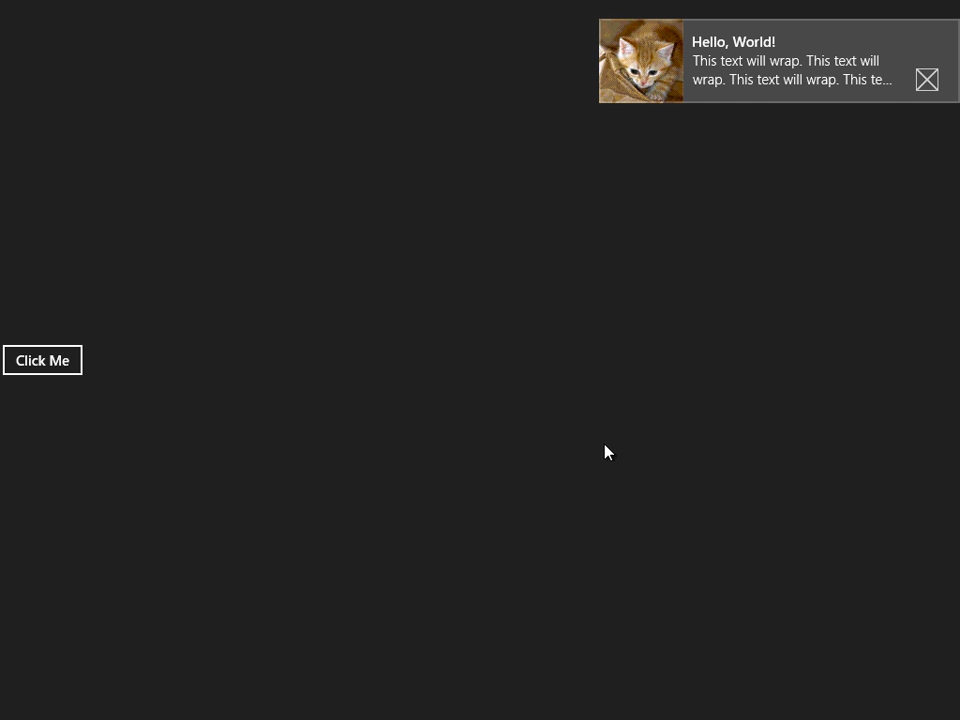 Hello, World!
This text will wrap. This text will
wrap. This text will wrap. This te...
Click Me